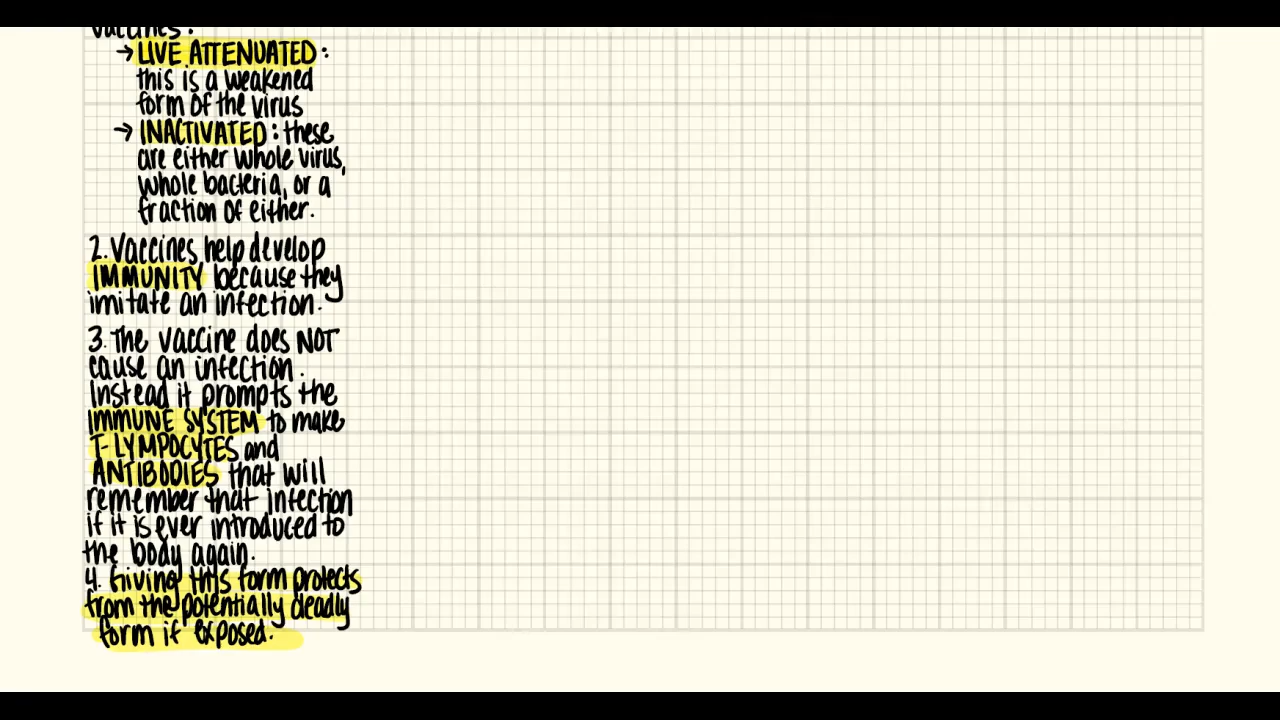 vaccines:
→ LIVE ATTENUATED:
this is a weakened
form of the virus
→ INACTIVATED: these
are either whole virus,
whole bacteria, or a
fraction of either.
2. Vaccines help develop
IMMUNITY because they
imitate an infection.
3. The vaccine does NOT
cause an infection.
Instead it prompts the
IMMUNE SYSTEM to make
T-LYMPOCYTES and
ANTIBODIES that will
remember that infection
if it is ever introduced to
the body again.
4. Giving this form protects
from the potentially deadly
form if exposed.